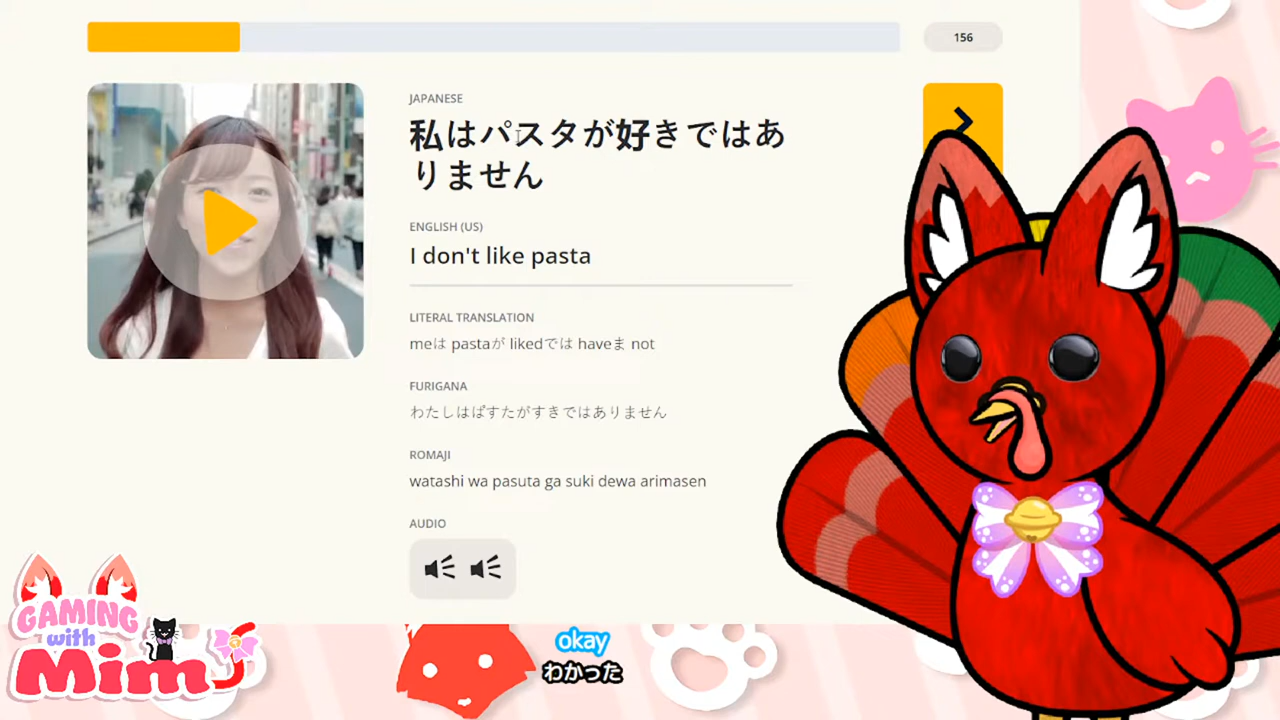 156
JAPANESE
私はパスタが好きではあ
りません
ENGLISH (US)
I don't like pasta
LITERAL TRANSLATION
meは pastaが likedでは haveま not
FURIGANA
わたしはぱすたがすきではありません
ROMAJI
watashi wa pasuta ga suki dewa arimasen
AUDIO
GAMING
with
Mim
okay
わかった